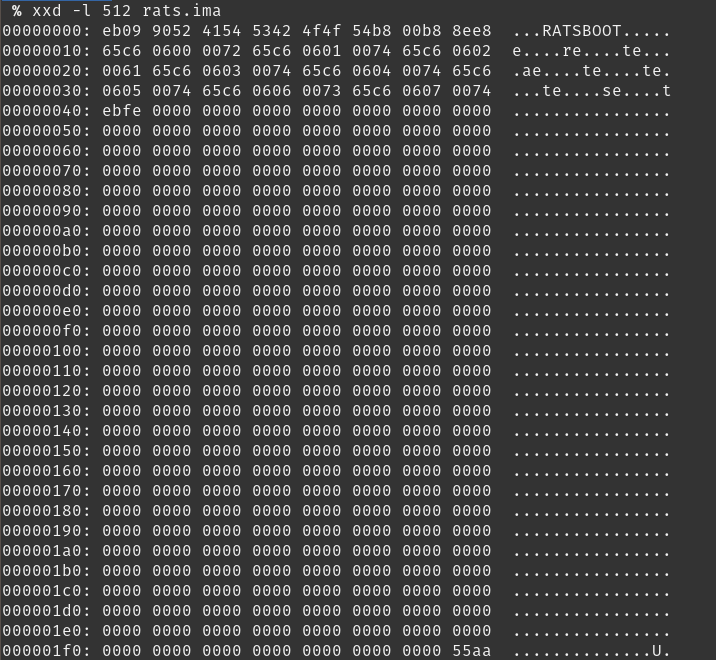 % xxd -l 512 rats.ima
00000000: eb09 9052 4154 5342 4f4f 54b8 00b8 8ee8  ...RATSBOOT.....
00000010: 65c6 0600 0072 65c6 0601 0074 65c6 0602  e....re....te...
00000020: 0061 65c6 0603 0074 65c6 0604 0074 65c6  .ae....te....te.
00000030: 0605 0074 65c6 0606 0073 65c6 0607 0074  ...te....se....t
00000040: ebfe 0000 0000 0000 0000 0000 0000 0000  ................
00000050: 0000 0000 0000 0000 0000 0000 0000 0000  ................
00000060: 0000 0000 0000 0000 0000 0000 0000 0000  ................
00000070: 0000 0000 0000 0000 0000 0000 0000 0000  ................
00000080: 0000 0000 0000 0000 0000 0000 0000 0000  ................
00000090: 0000 0000 0000 0000 0000 0000 0000 0000  ................
000000a0: 0000 0000 0000 0000 0000 0000 0000 0000  ................
000000b0: 0000 0000 0000 0000 0000 0000 0000 0000  ................
000000c0: 0000 0000 0000 0000 0000 0000 0000 0000  ................
000000d0: 0000 0000 0000 0000 0000 0000 0000 0000  ................
000000e0: 0000 0000 0000 0000 0000 0000 0000 0000  ................
000000f0: 0000 0000 0000 0000 0000 0000 0000 0000  ................
00000100: 0000 0000 0000 0000 0000 0000 0000 0000  ................
00000110: 0000 0000 0000 0000 0000 0000 0000 0000  ................
00000120: 0000 0000 0000 0000 0000 0000 0000 0000  ................
00000130: 0000 0000 0000 0000 0000 0000 0000 0000  ................
00000140: 0000 0000 0000 0000 0000 0000 0000 0000  ................
00000150: 0000 0000 0000 0000 0000 0000 0000 0000  ................
00000160: 0000 0000 0000 0000 0000 0000 0000 0000  ................
00000170: 0000 0000 0000 0000 0000 0000 0000 0000  ................
00000180: 0000 0000 0000 0000 0000 0000 0000 0000  ................
00000190: 0000 0000 0000 0000 0000 0000 0000 0000  ................
000001a0: 0000 0000 0000 0000 0000 0000 0000 0000  ................
000001b0: 0000 0000 0000 0000 0000 0000 0000 0000  ................
000001c0: 0000 0000 0000 0000 0000 0000 0000 0000  ................
000001d0: 0000 0000 0000 0000 0000 0000 0000 0000  ................
000001e0: 0000 0000 0000 0000 0000 0000 0000 0000  ................
000001f0: 0000 0000 0000 0000 0000 0000 0000 55aa  ..............U.